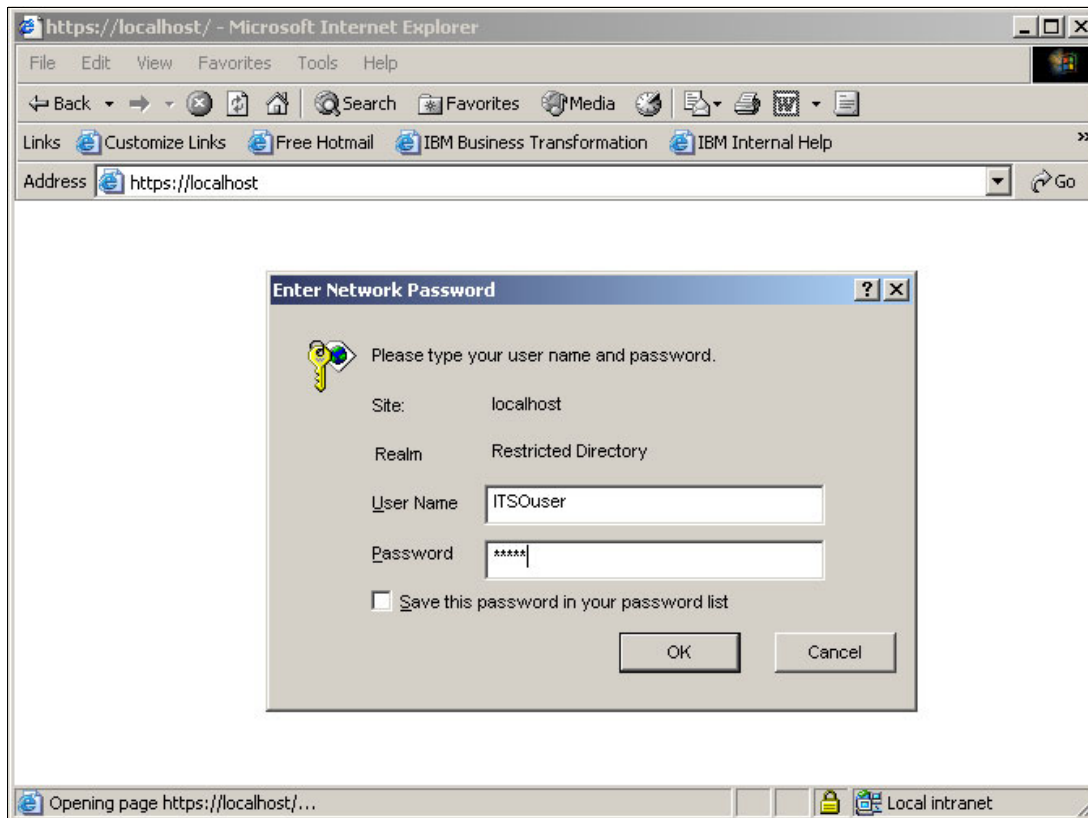 https://localhost/ - Microsoft Internet Explorer
File Edit View Favorites Tools Help
Back Search Favorites Media
Links Customize Links Free Hotmail IBM Business Transformation IBM Internal Help »
Address https://localhost Go
Enter Network Password
Please type your user name and password.
Site: localhost
Realm Restricted Directory
User Name ITSOuser
Password *****
Save this password in your password list
OK Cancel
Opening page https://localhost/... Local intranet